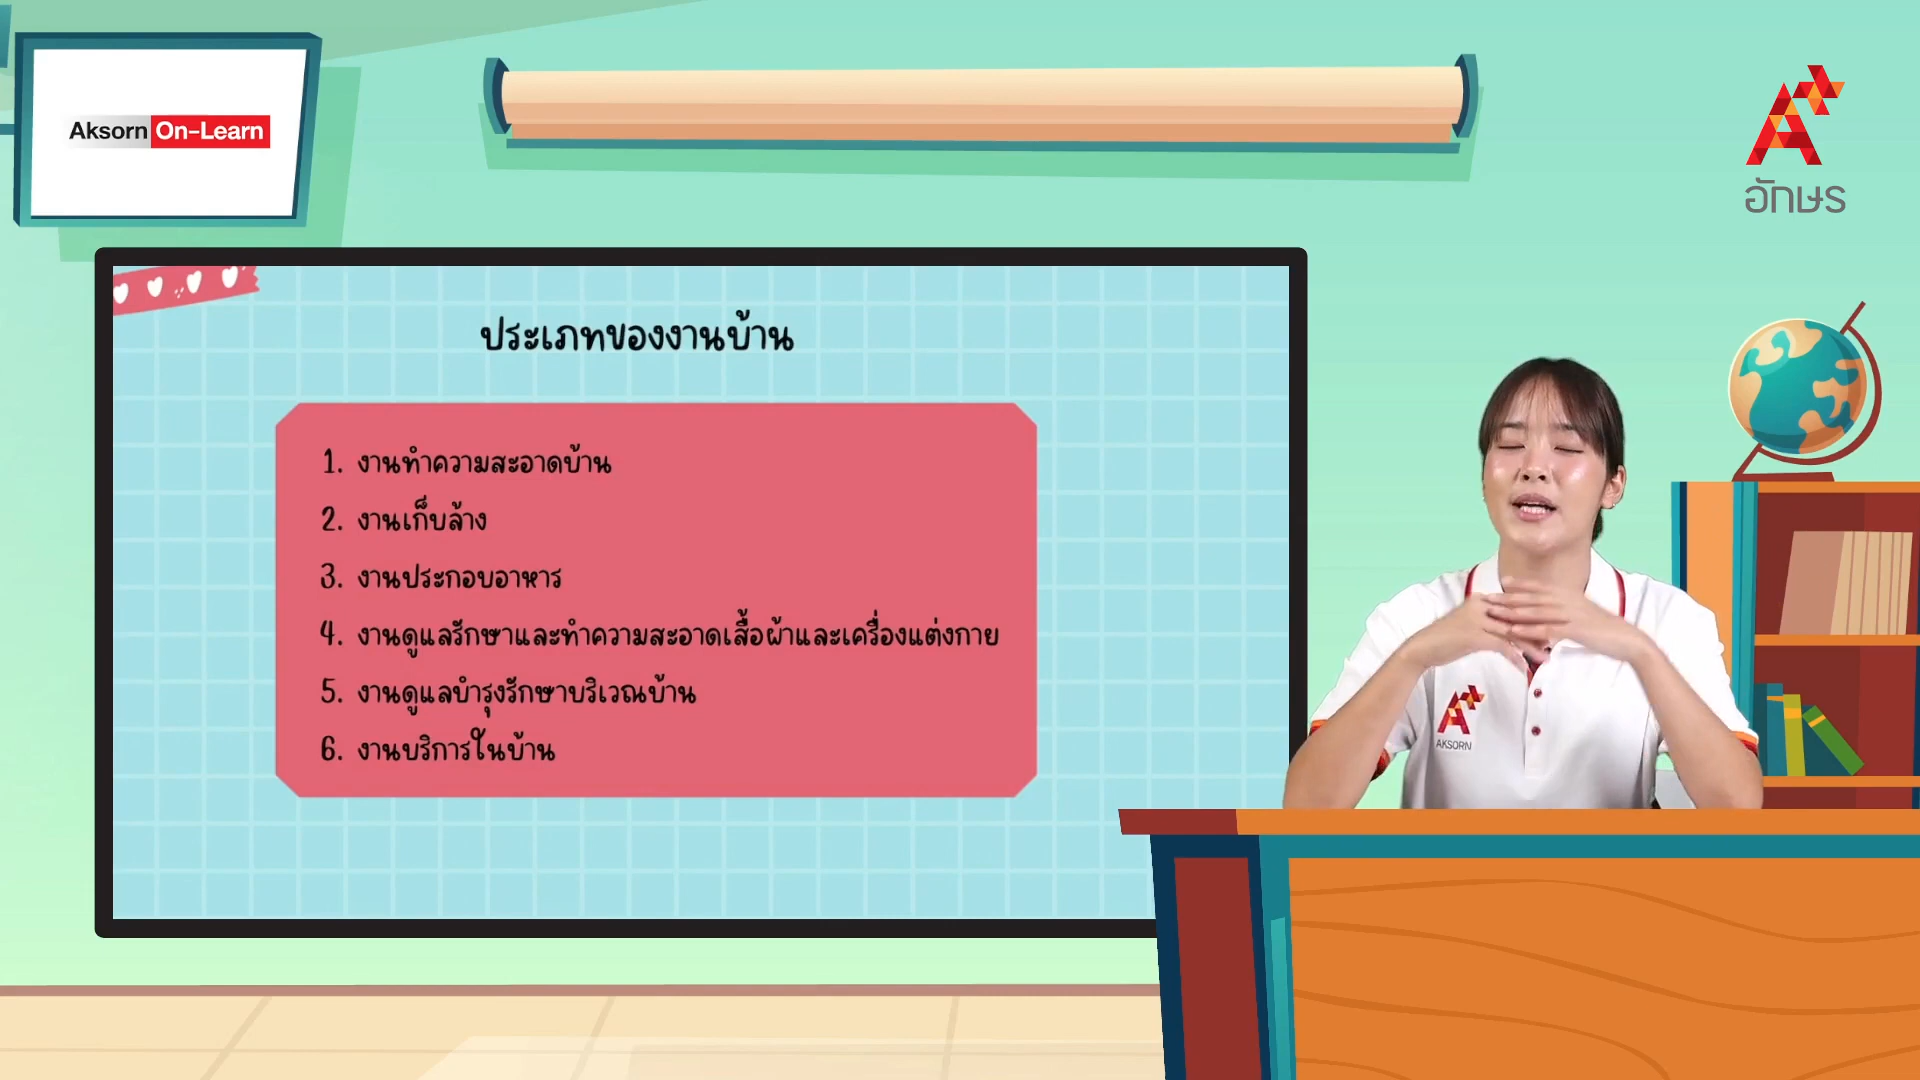 Aksorn On-Learn
อักษร
ประเภทของงานบ้าน
1. งานทำความสะอาดบ้าน
2. งานเก็บล้าง
3. งานประกอบอาหาร
4. งานดูแลรักษาและทำความสะอาดเสื้อผ้าและเครื่องแต่งกาย
5. งานดูแลบำรุงรักษาบริเวณบ้าน
6. งานบริการในบ้าน
AKSORN